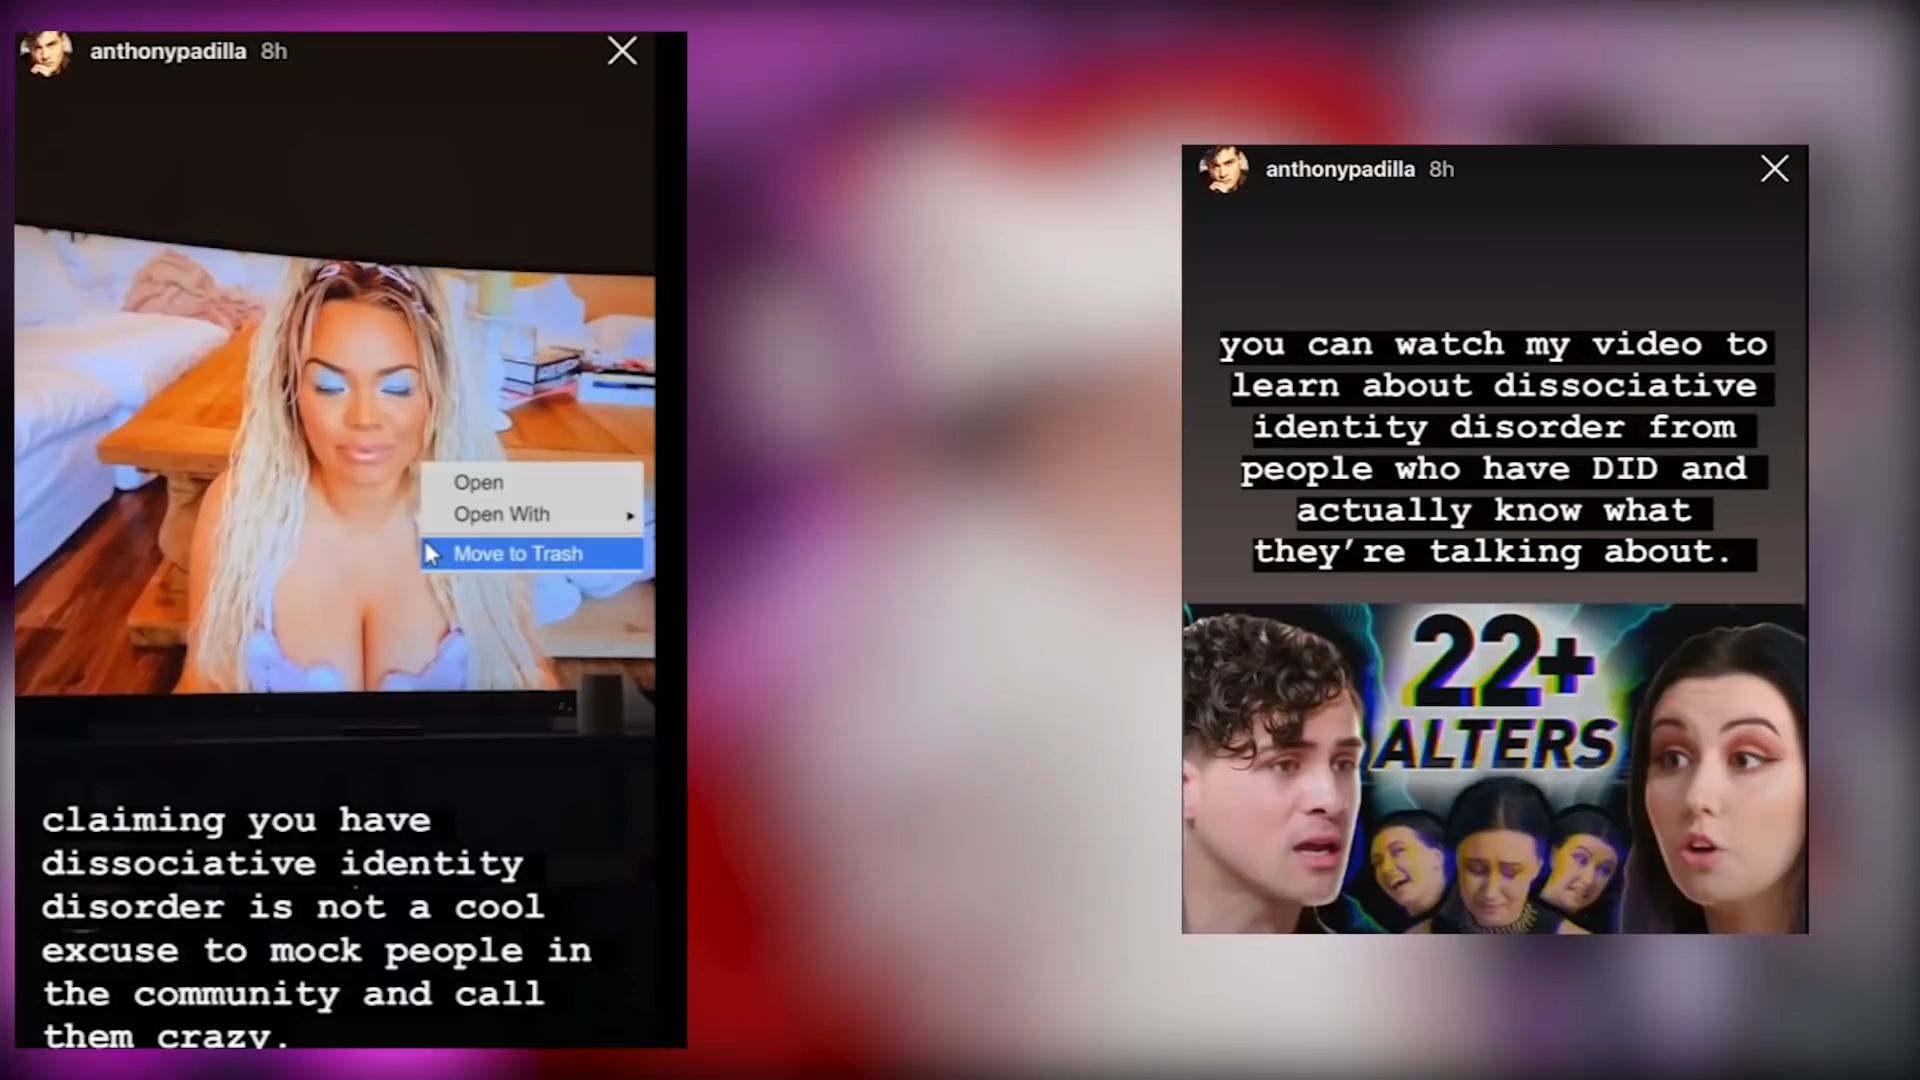 anthonypadilla 8h
Open
Open With
Move to Trash
claiming you have
dissociative identity
disorder is not a cool
excuse to mock people in
the community and call
them crazy.
anthonypadilla 8h
you can watch my video to
learn about dissociative
identity disorder from
people who have DID and
actually know what
they’re talking about.
22+
ALTERS